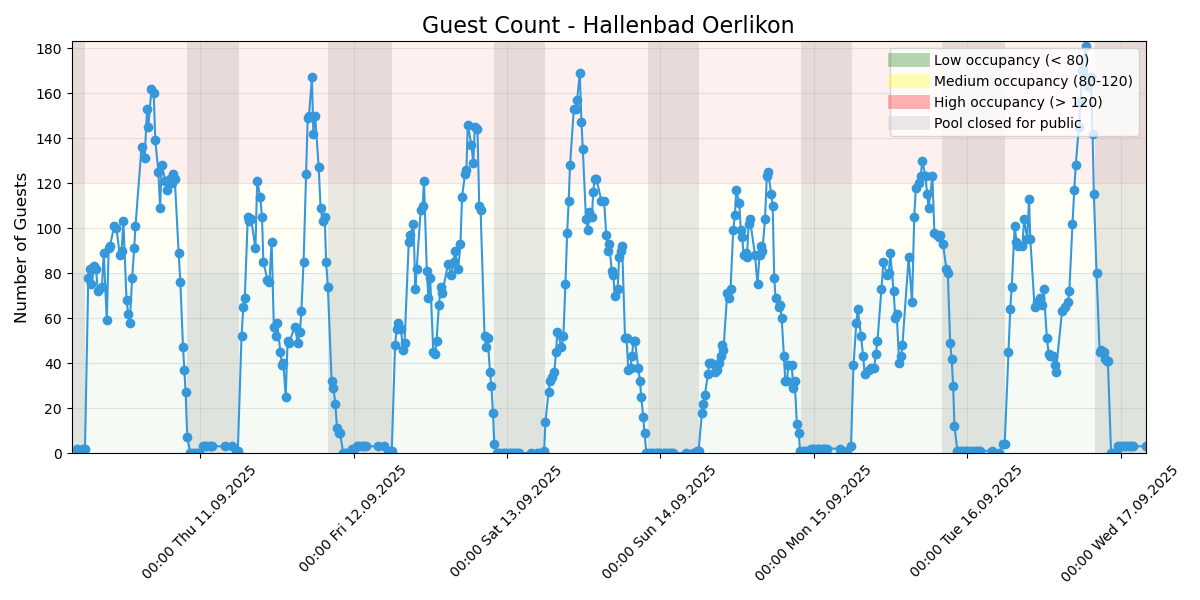 Guest Count - Hallenbad Oerlikon
Number of Guests
180
160
140
120
100
80
60
40
20
0
Low occupancy (< 80)
Medium occupancy (80-120)
High occupancy (> 120)
Pool closed for public
00:00 Thu 11.09.2025
00:00 Fri 12.09.2025
00:00 Sat 13.09.2025
00:00 Sun 14.09.2025
00:00 Mon 15.09.2025
00:00 Tue 16.09.2025
00:00 Wed 17.09.2025